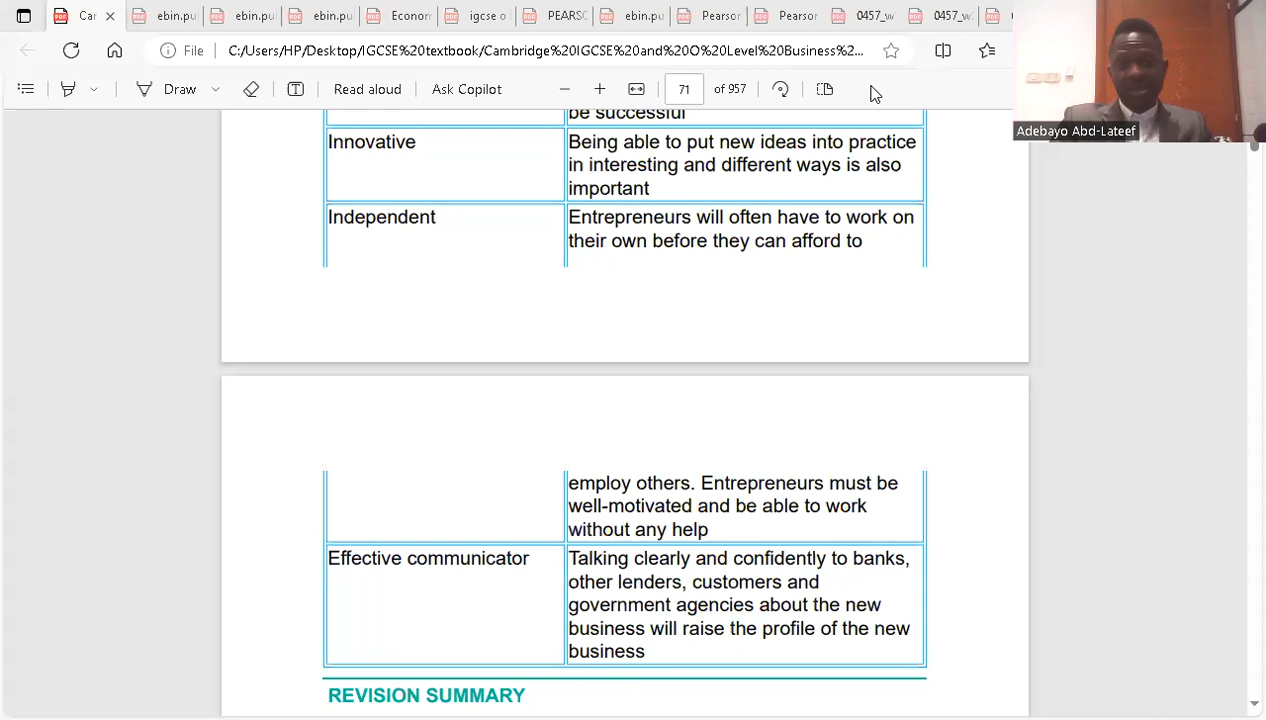 Ca
ebin.pu
ebin.pu
ebin.pu
Econom
igcse.o
PEARSO
ebin.pu
Pearsor
Pearsor
0457_w
0457_w
File
C:/Users/HP/Desktop/IGCSE%20textbook/Cambridge%20IGCSE%20and%20O%20Level%20Business%2...
Draw
Read aloud
Ask Copilot
71 of 957
Adebayo Abd-Lateef
be successful
Innovative
Being able to put new ideas into practice
in interesting and different ways is also
important
Independent
Entrepreneurs will often have to work on
their own before they can afford to
employ others. Entrepreneurs must be
well-motivated and be able to work
without any help
Effective communicator
Talking clearly and confidently to banks,
other lenders, customers and
government agencies about the new
business will raise the profile of the new
business
REVISION SUMMARY